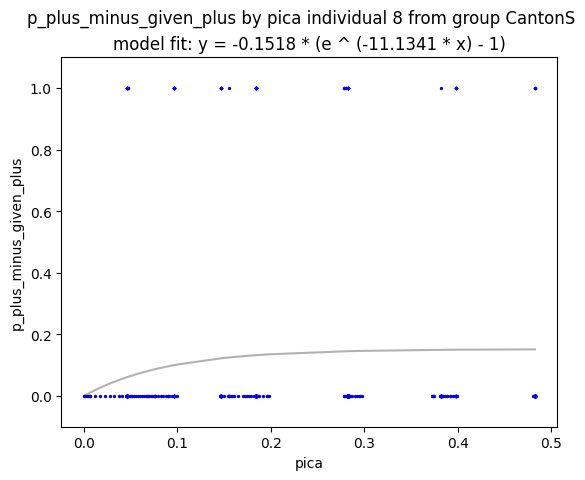 p_plus_minus_given_plus by pica individual 8 from group CantonS
model fit: y = -0.1518 * (e ^ (-11.1341 * x) - 1)
1.0
0.8
0.6
0.4
0.2
0.0
p_plus_minus_given_plus
0.0 0.1 0.2 0.3 0.4 0.5
pica